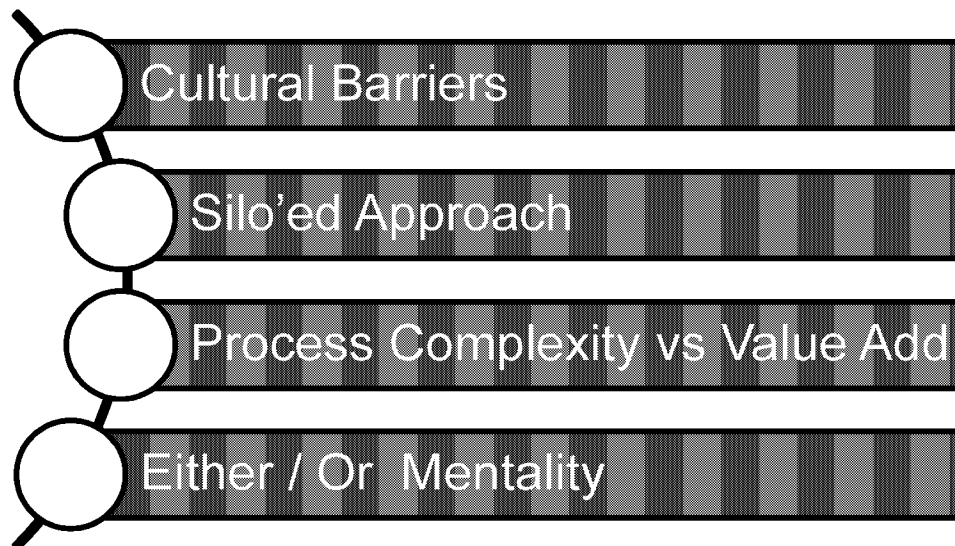 Cultural Barriers
Silo’ed Approach
Process Complexity vs Value Add
Either / Or  Mentality